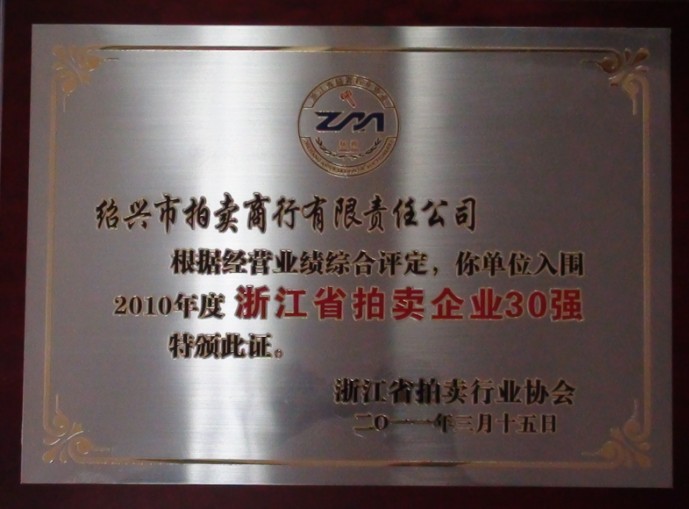 ZAA
绍兴市拍卖商行有限责任公司
根据经营业绩综合评定，你单位入围
2010年度 浙江省拍卖企业30强
特颁此证。
浙江省拍卖行业协会
二〇一一年三月十五日